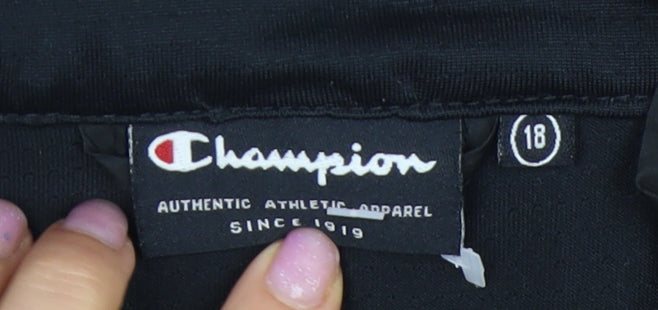 Champion
AUTHENTIC ATHLETIC APPAREL
SINCE 1919
18